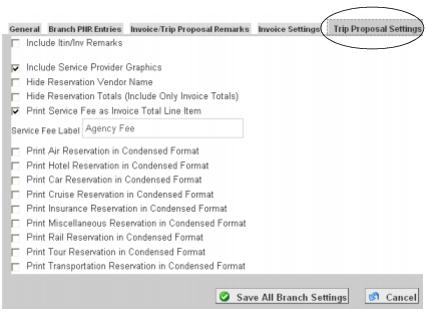 General Branch PNR Entries Invoice/Trip Proposal Remarks Invoice Settings Trip Proposal Settings
Include Itin/Inv Remarks
Include Service Provider Graphics
Hide Reservation Vendor Name
Hide Reservation Totals (Include Only Invoice Totals)
Print Service Fee as Invoice Total Line Item
Service Fee Label Agency Fee
Print Air Reservation in Condensed Format
Print Hotel Reservation in Condensed Format
Print Car Reservation in Condensed Format
Print Cruise Reservation in Condensed Format
Print Insurance Reservation in Condensed Format
Print Miscellaneous Reservation in Condensed Format
Print Rail Reservation in Condensed Format
Print Tour Reservation in Condensed Format
Print Transportation Reservation in Condensed Format
Save All Branch Settings Cancel